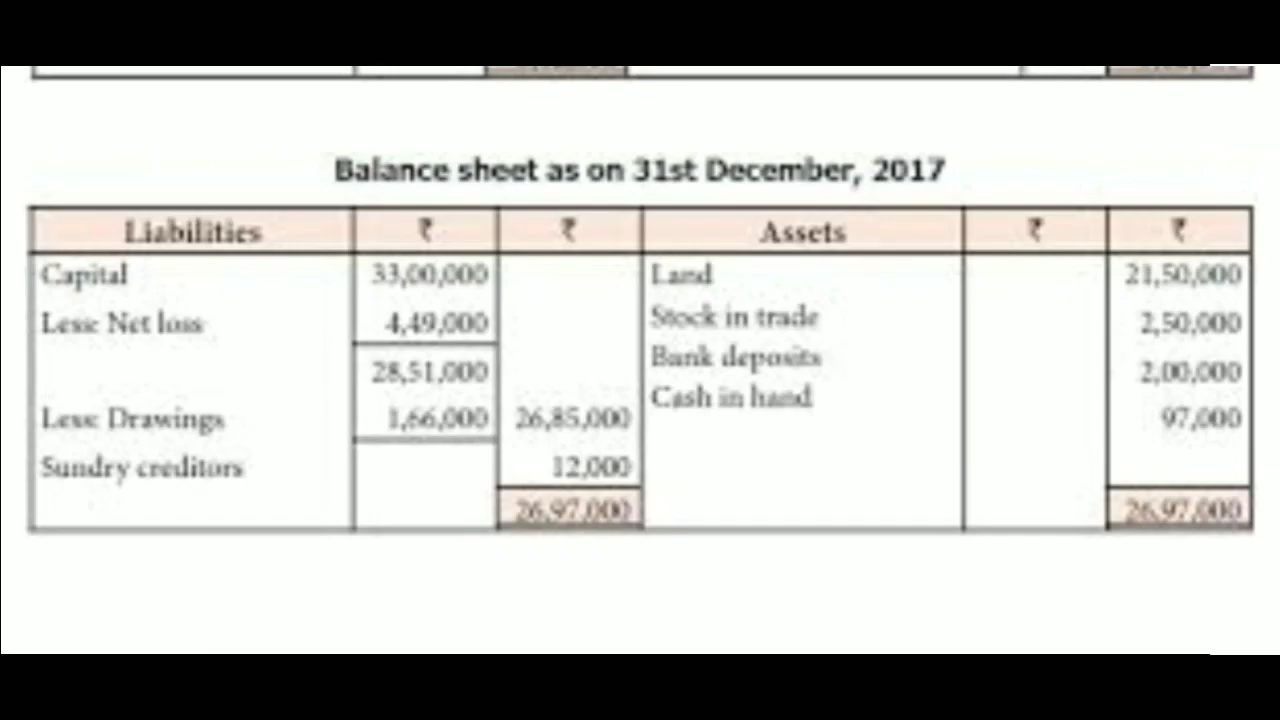 Balance sheet as on 31st December, 2017
Liabilities ₹ ₹ Assets ₹ ₹
Capital 33,00,000 Land 21,50,000
Less: Net loss 4,49,000 Stock in trade 2,50,000
28,51,000 Bank deposits 2,00,000
Less: Drawings 1,66,000 26,85,000 Cash in hand 97,000
Sundry creditors 12,000
26,97,000 26,97,000